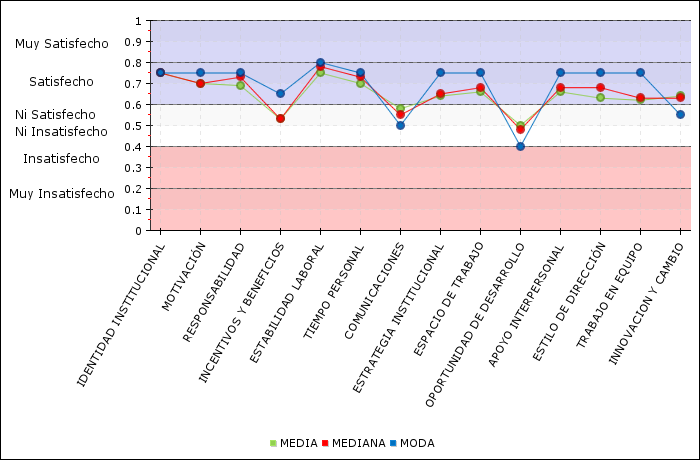 Muy Satisfecho
Satisfecho
Ni Satisfecho
Ni Insatisfecho
Insatisfecho
Muy Insatisfecho
1
0.9
0.8
0.7
0.6
0.5
0.4
0.3
0.2
0.1
0
IDENTIDAD INSTITUCIONAL
MOTIVACIÓN
RESPONSABILIDAD
INCENTIVOS Y BENEFICIOS
ESTABILIDAD LABORAL
TIEMPO PERSONAL
COMUNICACIONES
ESTRATEGIA INSTITUCIONAL
ESPACIO DE TRABAJO
OPORTUNIDAD DE DESARROLLO
APOYO INTERPERSONAL
ESTILO DE DIRECCIÓN
TRABAJO EN EQUIPO
INNOVACION Y CAMBIO
MEDIA MEDIANA MODA